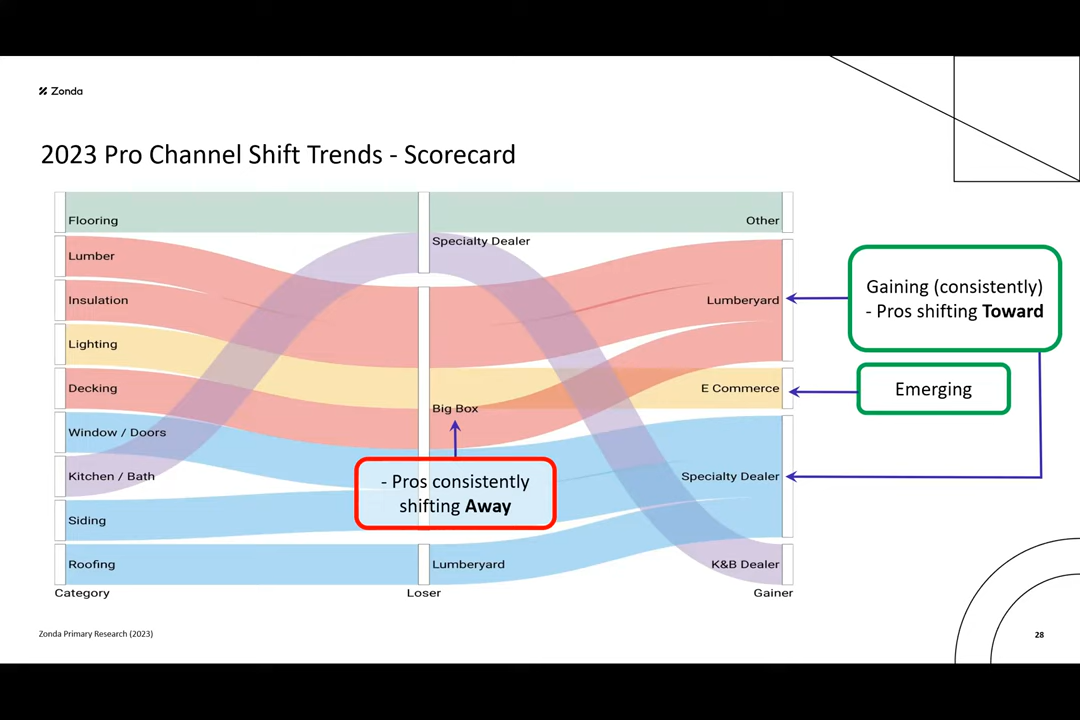 Zonda
2023 Pro Channel Shift Trends - Scorecard
Flooring
Lumber
Insulation
Lighting
Decking
Window / Doors
Kitchen / Bath
Siding
Roofing
Category
Specialty Dealer
Big Box
- Pros consistently
shifting Away
Lumberyard
Loser
Other
Lumberyard
E Commerce
Specialty Dealer
K&B Dealer
Gainer
Gaining (consistently)
- Pros shifting Toward
Emerging
Zonda Primary Research (2023)
28